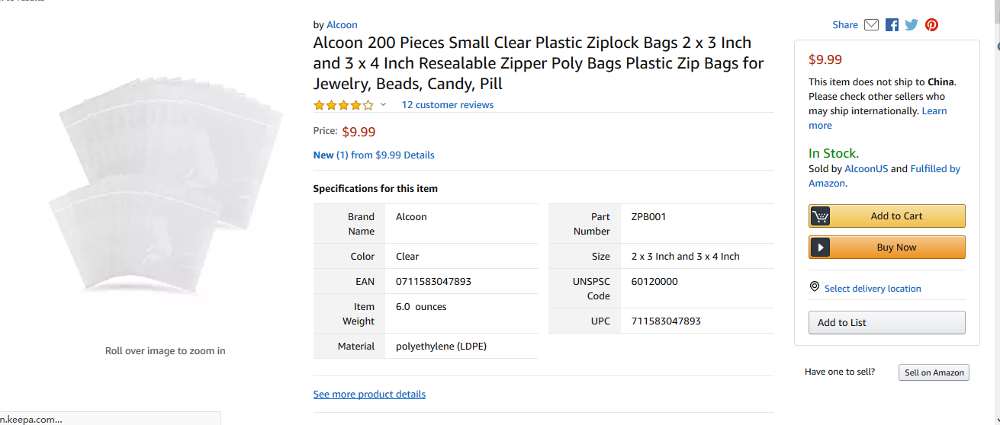 by Alcoon
Alcoon 200 Pieces Small Clear Plastic Ziplock Bags 2 x 3 Inch
and 3 x 4 Inch Resealable Zipper Poly Bags Plastic Zip Bags for
Jewelry, Beads, Candy, Pill
12 customer reviews
Price: $9.99
New (1) from $9.99 Details
Specifications for this item
Brand Name Alcoon
Color Clear
EAN 0711583047893
Item Weight 6.0 ounces
Material polyethylene (LDPE)
Part Number ZPB001
Size 2 x 3 Inch and 3 x 4 Inch
UNSPSC Code 60120000
UPC 711583047893
See more product details
Roll over image to zoom in
n.keepa.com...
Share
$9.99
This item does not ship to China.
Please check other sellers who
may ship internationally. Learn
more
In Stock.
Sold by AlcoonUS and Fulfilled by
Amazon.
Add to Cart
Buy Now
Select delivery location
Add to List
Have one to sell?
Sell on Amazon